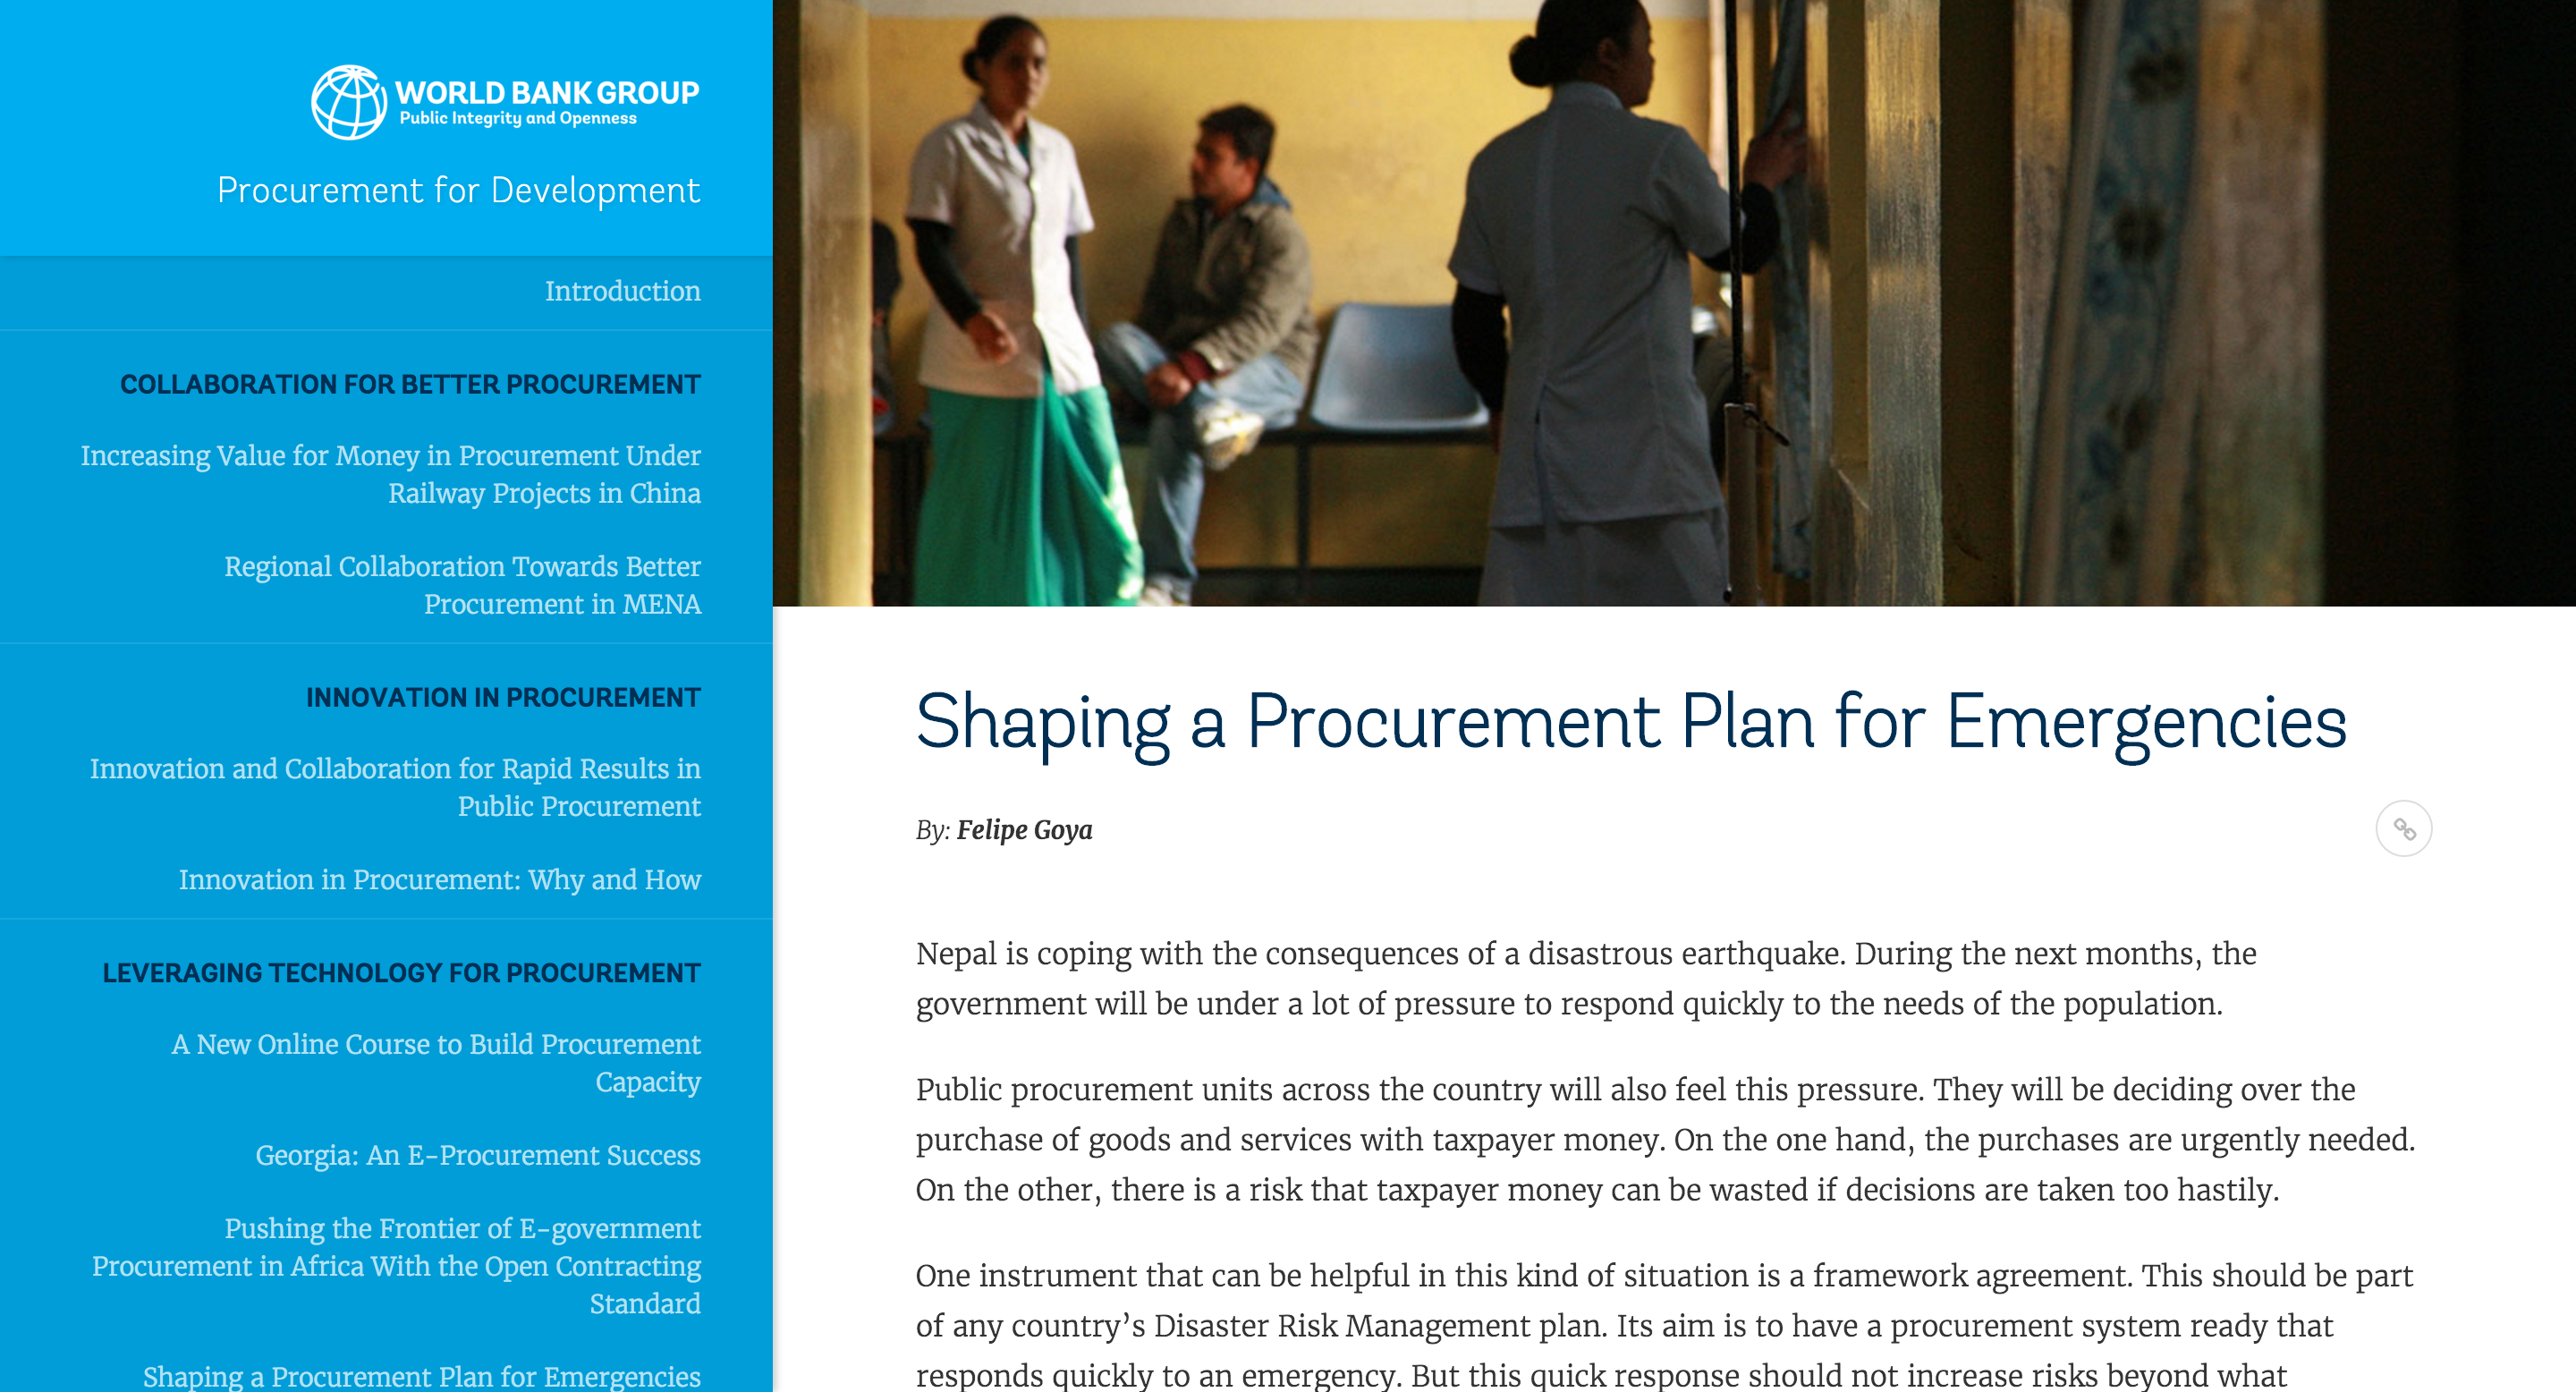 WORLD BANK GROUP
Public Integrity and Openness
Procurement for Development
Introduction
COLLABORATION FOR BETTER PROCUREMENT
Increasing Value for Money in Procurement Under
Railway Projects in China
Regional Collaboration Towards Better
Procurement in MENA
INNOVATION IN PROCUREMENT
Innovation and Collaboration for Rapid Results in
Public Procurement
Innovation in Procurement: Why and How
LEVERAGING TECHNOLOGY FOR PROCUREMENT
A New Online Course to Build Procurement
Capacity
Georgia: An E-Procurement Success
Pushing the Frontier of E-government
Procurement in Africa With the Open Contracting
Standard
Shaping a Procurement Plan for Emergencies
Shaping a Procurement Plan for Emergencies
By: Felipe Goya
Nepal is coping with the consequences of a disastrous earthquake. During the next months, the
government will be under a lot of pressure to respond quickly to the needs of the population.
Public procurement units across the country will also feel this pressure. They will be deciding over the
purchase of goods and services with taxpayer money. On the one hand, the purchases are urgently needed.
On the other, there is a risk that taxpayer money can be wasted if decisions are taken too hastily.
One instrument that can be helpful in this kind of situation is a framework agreement. This should be part
of any country’s Disaster Risk Management plan. Its aim is to have a procurement system ready that
responds quickly to an emergency. But this quick response should not increase risks beyond what